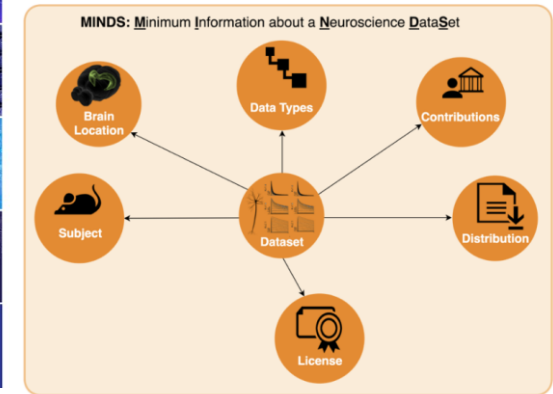 MINDS: Minimum Information about a Neuroscience DataSet
Brain
Location
Data Types
Contributions
Subject
Dataset
Distribution
License